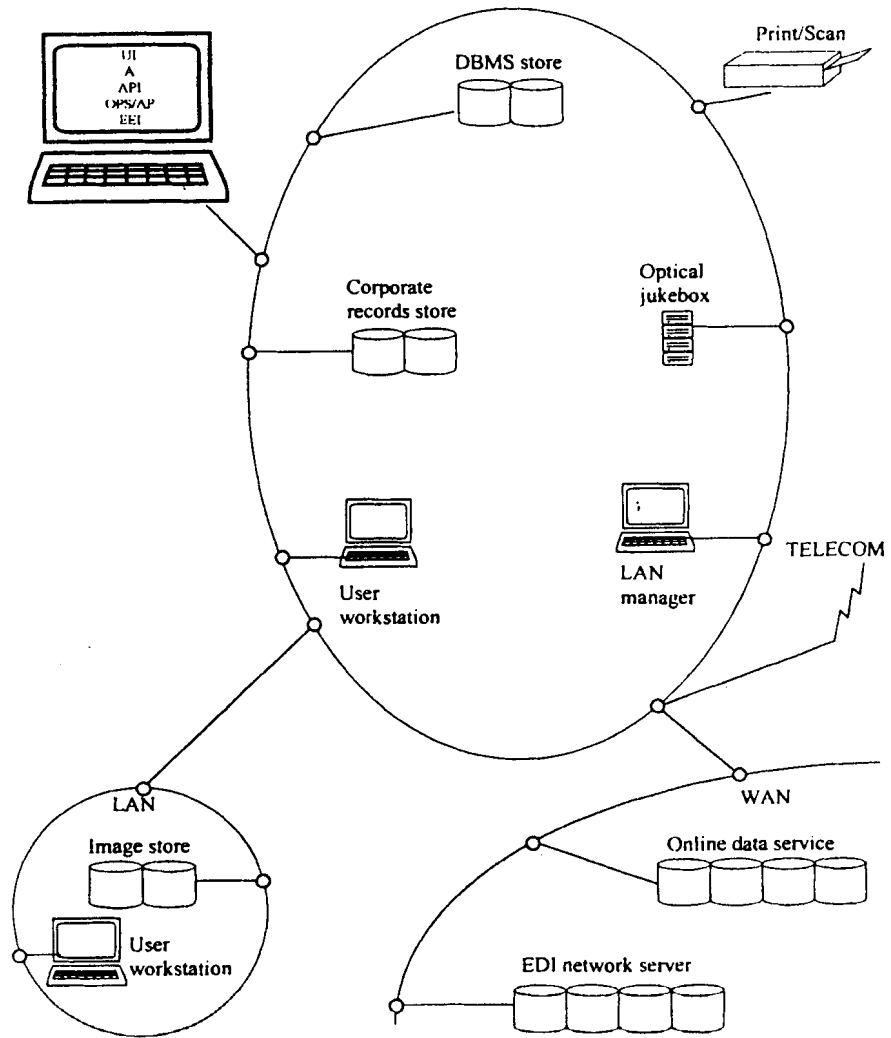 UI
A
API
OPS/AP
EEI
DBMS store
Print/Scan
Corporate
records store
Optical
jukebox
User
workstation
LAN
manager
TELECOM
LAN
Image store
User
workstation
WAN
Online data service
EDI network server